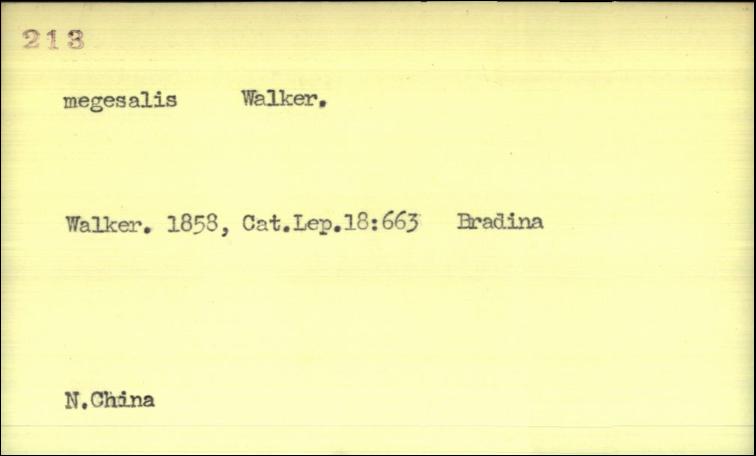 213
megesalis Walker.
Walker. 1858, Cat.Lep.18:663 Bradina
N.China